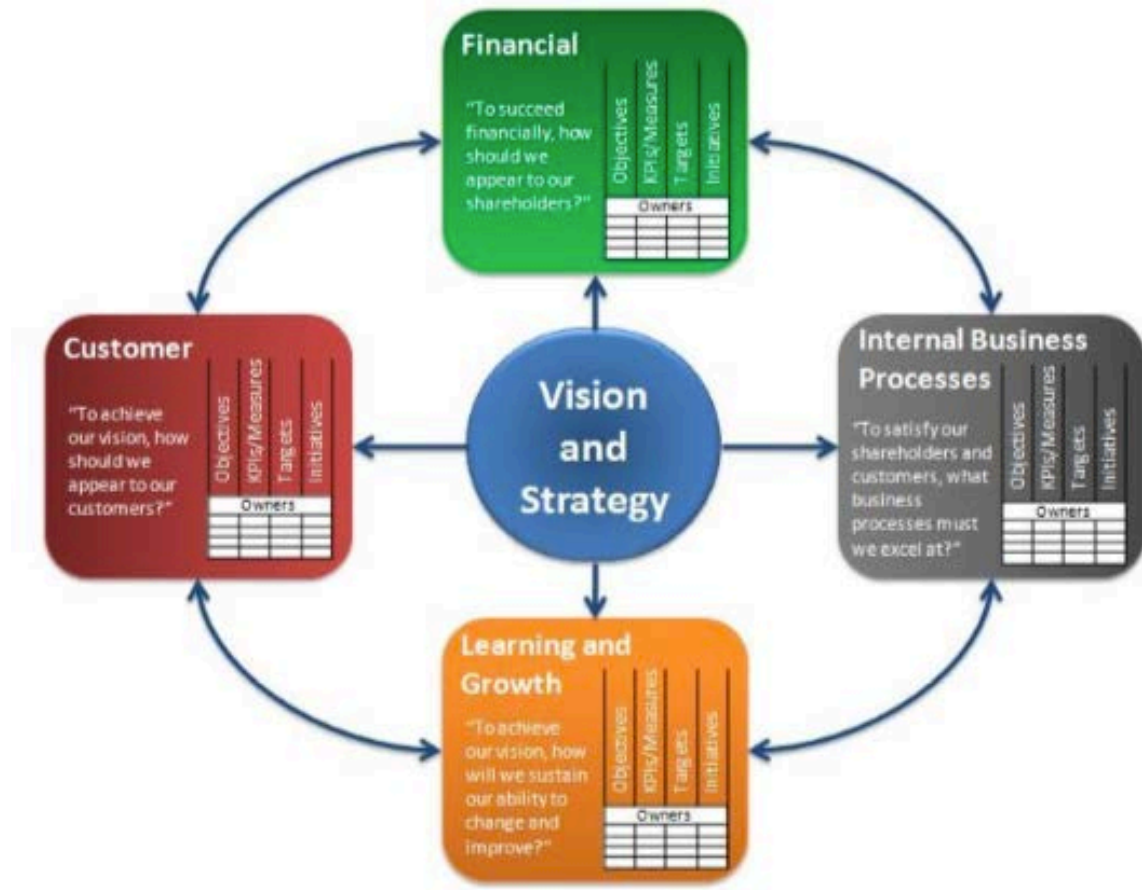 Financial
"To succeed
financially, how
should we
appear to our
shareholders?"
Objectives
KPIs/Measures
Targets
Initiatives
Owners
Customer
"To achieve
our vision, how
should we
appear to our
customers?"
Objectives
KPIs/Measures
Targets
Initiatives
Owners
Vision
and
Strategy
Internal Business
Processes
"To satisfy our
shareholders and
customers, what
business
processes must
we excel at?"
Objectives
KPIs/Measures
Targets
Initiatives
Owners
Learning and
Growth
"To achieve
our vision, how
will we sustain
our ability to
change and
improve?"
Objectives
KPIs/Measures
Targets
Initiatives
Owners